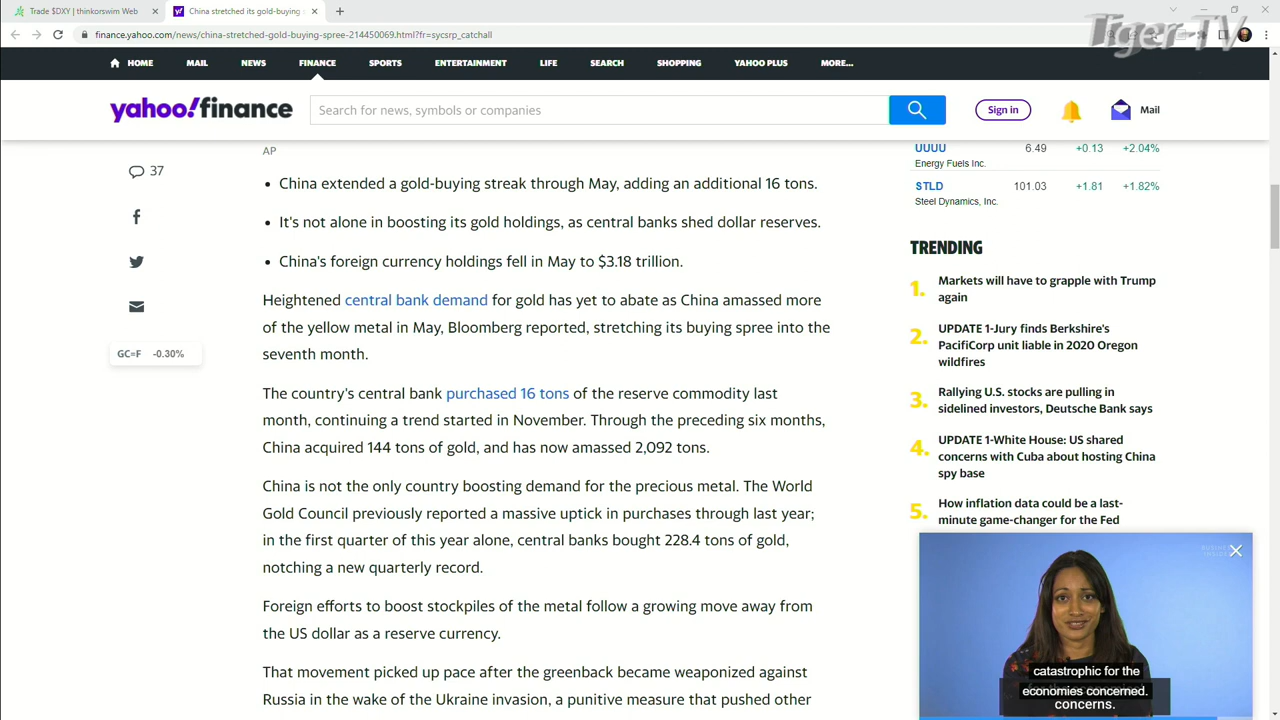 Trade $DXY | thinkorswim Web
China stretched its gold-buying
Tiger-TV
finance.yahoo.com/news/china-stretched-gold-buying-spree-214450069.html?fr=sycsrp_catchall
HOME MAIL NEWS FINANCE SPORTS ENTERTAINMENT LIFE SEARCH SHOPPING YAHOO PLUS MORE...
yahoo!finance
Search for news, symbols or companies
Sign in
Mail
AP
37
GC=F -0.30%
• China extended a gold-buying streak through May, adding an additional 16 tons.
• It's not alone in boosting its gold holdings, as central banks shed dollar reserves.
• China's foreign currency holdings fell in May to $3.18 trillion.
Heightened central bank demand for gold has yet to abate as China amassed more
of the yellow metal in May, Bloomberg reported, stretching its buying spree into the
seventh month.
The country's central bank purchased 16 tons of the reserve commodity last
month, continuing a trend started in November. Through the preceding six months,
China acquired 144 tons of gold, and has now amassed 2,092 tons.
China is not the only country boosting demand for the precious metal. The World
Gold Council previously reported a massive uptick in purchases through last year;
in the first quarter of this year alone, central banks bought 228.4 tons of gold,
notching a new quarterly record.
Foreign efforts to boost stockpiles of the metal follow a growing move away from
the US dollar as a reserve currency.
That movement picked up pace after the greenback became weaponized against
Russia in the wake of the Ukraine invasion, a punitive measure that pushed other
UUUU 6.49 +0.13 +2.04%
Energy Fuels Inc.
STLD 101.03 +1.81 +1.82%
Steel Dynamics, Inc.
TRENDING
1. Markets will have to grapple with Trump
again
2. UPDATE 1-Jury finds Berkshire's
PacifiCorp unit liable in 2020 Oregon
wildfires
3. Rallying U.S. stocks are pulling in
sidelined investors, Deutsche Bank says
4. UPDATE 1-White House: US shared
concerns with Cuba about hosting China
spy base
5. How inflation data could be a last-
minute game-changer for the Fed
catastrophic for the
economies concerned.
concerns.